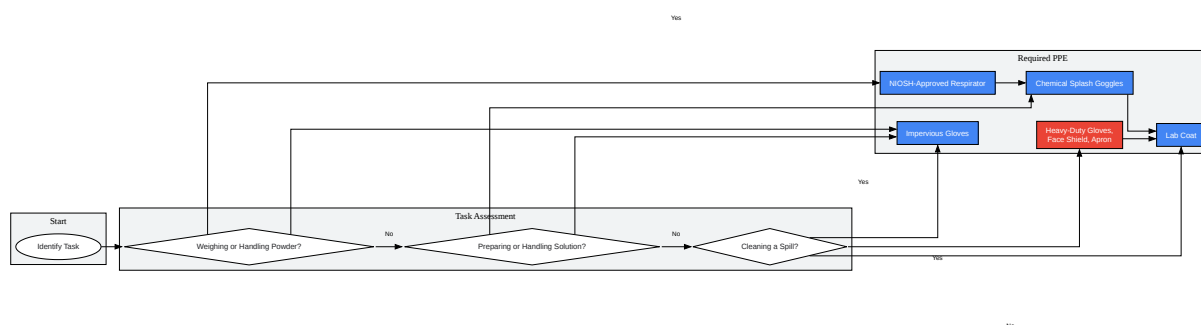 Yes
Required PPE
NIOSH-Approved Respirator
Chemical Splash Goggles
Impervious Gloves
Heavy-Duty Gloves,
Face Shield, Apron
Lab Coat
Yes
Start
Task Assessment
Identify Task
Weighing or Handling Powder?
No
Preparing or Handling Solution?
No
Cleaning a Spill?
Yes